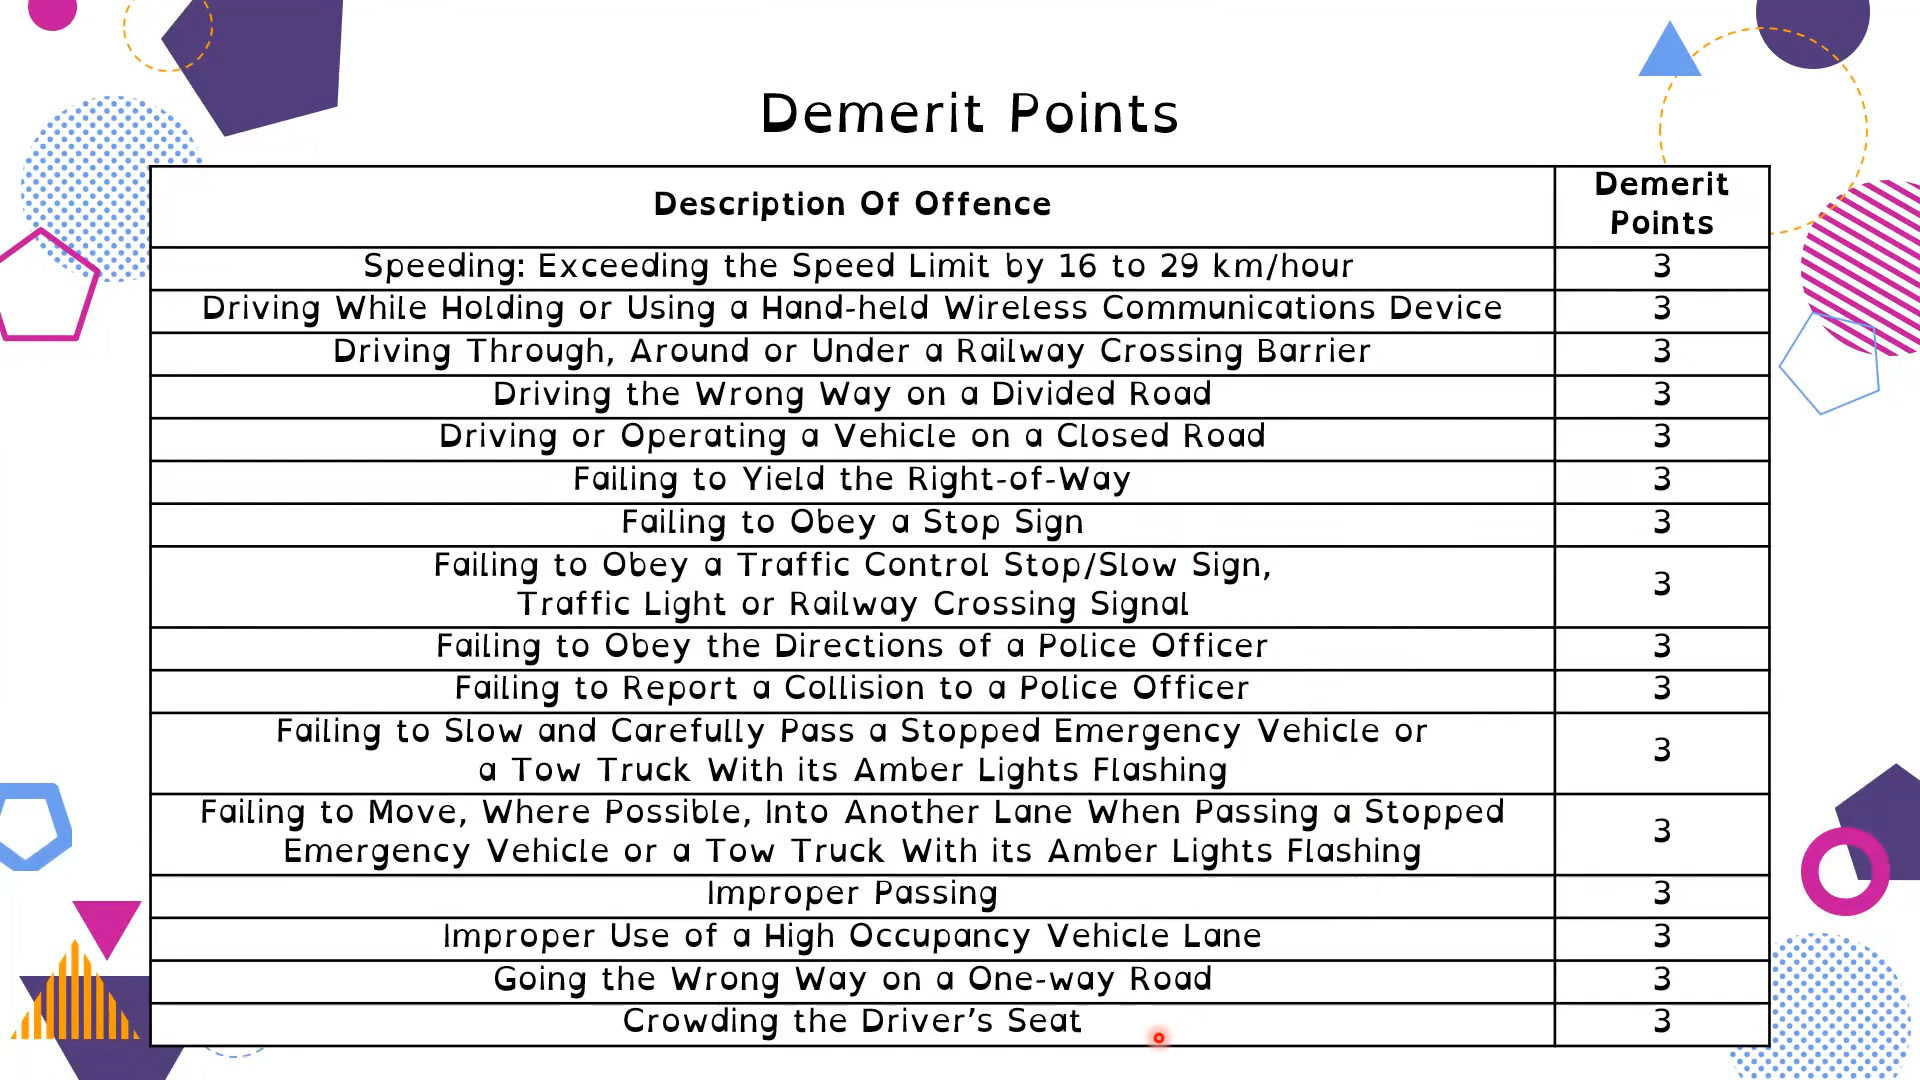 Demerit Points
Description Of Offence
Demerit
Points
Speeding: Exceeding the Speed Limit by 16 to 29 km/hour
3
Driving While Holding or Using a Hand-held Wireless Communications Device
3
Driving Through, Around or Under a Railway Crossing Barrier
3
Driving the Wrong Way on a Divided Road
3
Driving or Operating a Vehicle on a Closed Road
3
Failing to Yield the Right-of-Way
3
Failing to Obey a Stop Sign
3
Failing to Obey a Traffic Control Stop/Slow Sign,
Traffic Light or Railway Crossing Signal
3
Failing to Obey the Directions of a Police Officer
3
Failing to Report a Collision to a Police Officer
3
Failing to Slow and Carefully Pass a Stopped Emergency Vehicle or
a Tow Truck With its Amber Lights Flashing
3
Failing to Move, Where Possible, Into Another Lane When Passing a Stopped
Emergency Vehicle or a Tow Truck With its Amber Lights Flashing
3
Improper Passing
3
Improper Use of a High Occupancy Vehicle Lane
3
Going the Wrong Way on a One-way Road
3
Crowding the Driver’s Seat
3